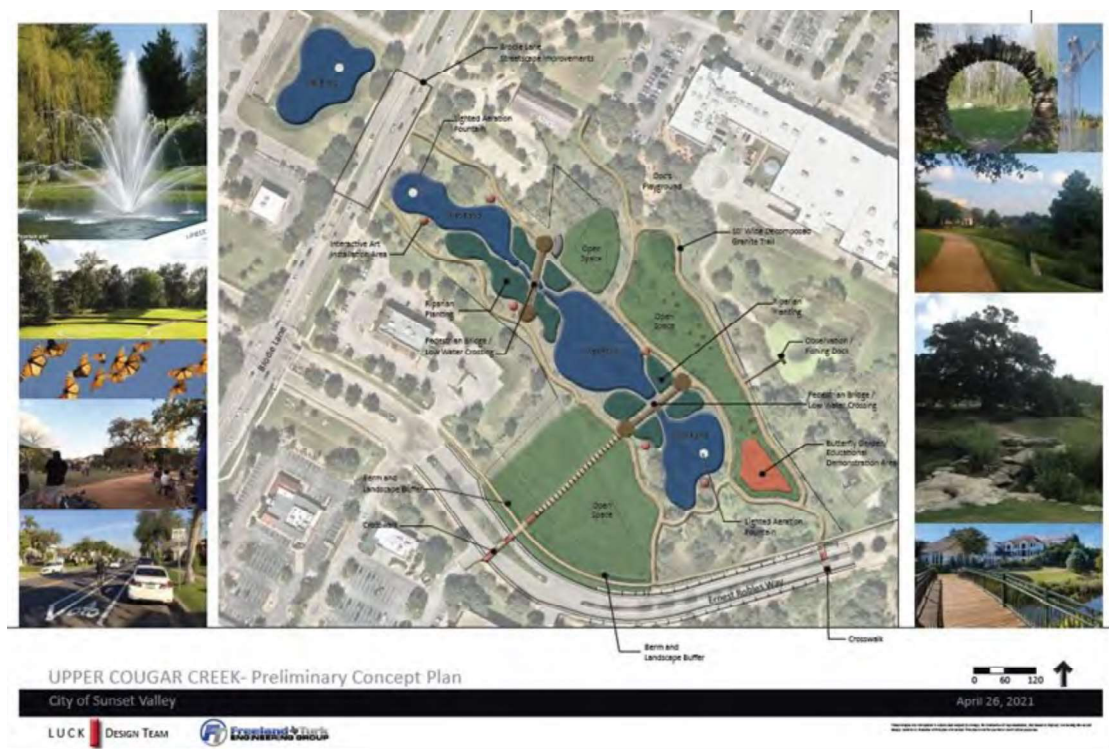 Brodie Lane
Streetscape Improvements
Lighted Aeration
Fountain
Doc's
Playground
10' Wide Decomposed
Granite Trail
Interactive Art
Installation Area
Open
Space
Riparian
Planting
Riparian
Planting
Open
Space
Observation /
Fishing Dock
Pedestrian Bridge /
Low Water Crossing
Brodie Lane
Pedestrian Bridge /
Low Water Crossing
Butterfly Garden/
Educational
Demonstration Area
Berm and
Landscape Buffer
Open
Space
Crosswalk
Lighted Aeration
Fountain
Ernest Robles Way
Crosswalk
Berm and
Landscape Buffer
UPPER COUGAR CREEK- Preliminary Concept Plan
0 60 120
City of Sunset Valley
April 26, 2021
LUCK DESIGN TEAM
Freeland Turk
ENGINEERING GROUP